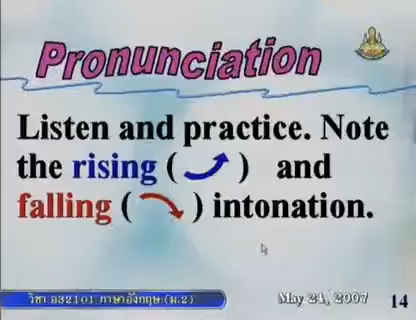 Pronunciation
Listen and practice. Note
the rising ( ) and
falling ( ) intonation.
วิชา อ32101 ภาษาอังกฤษ (ม.2)
May 24, 2007
14